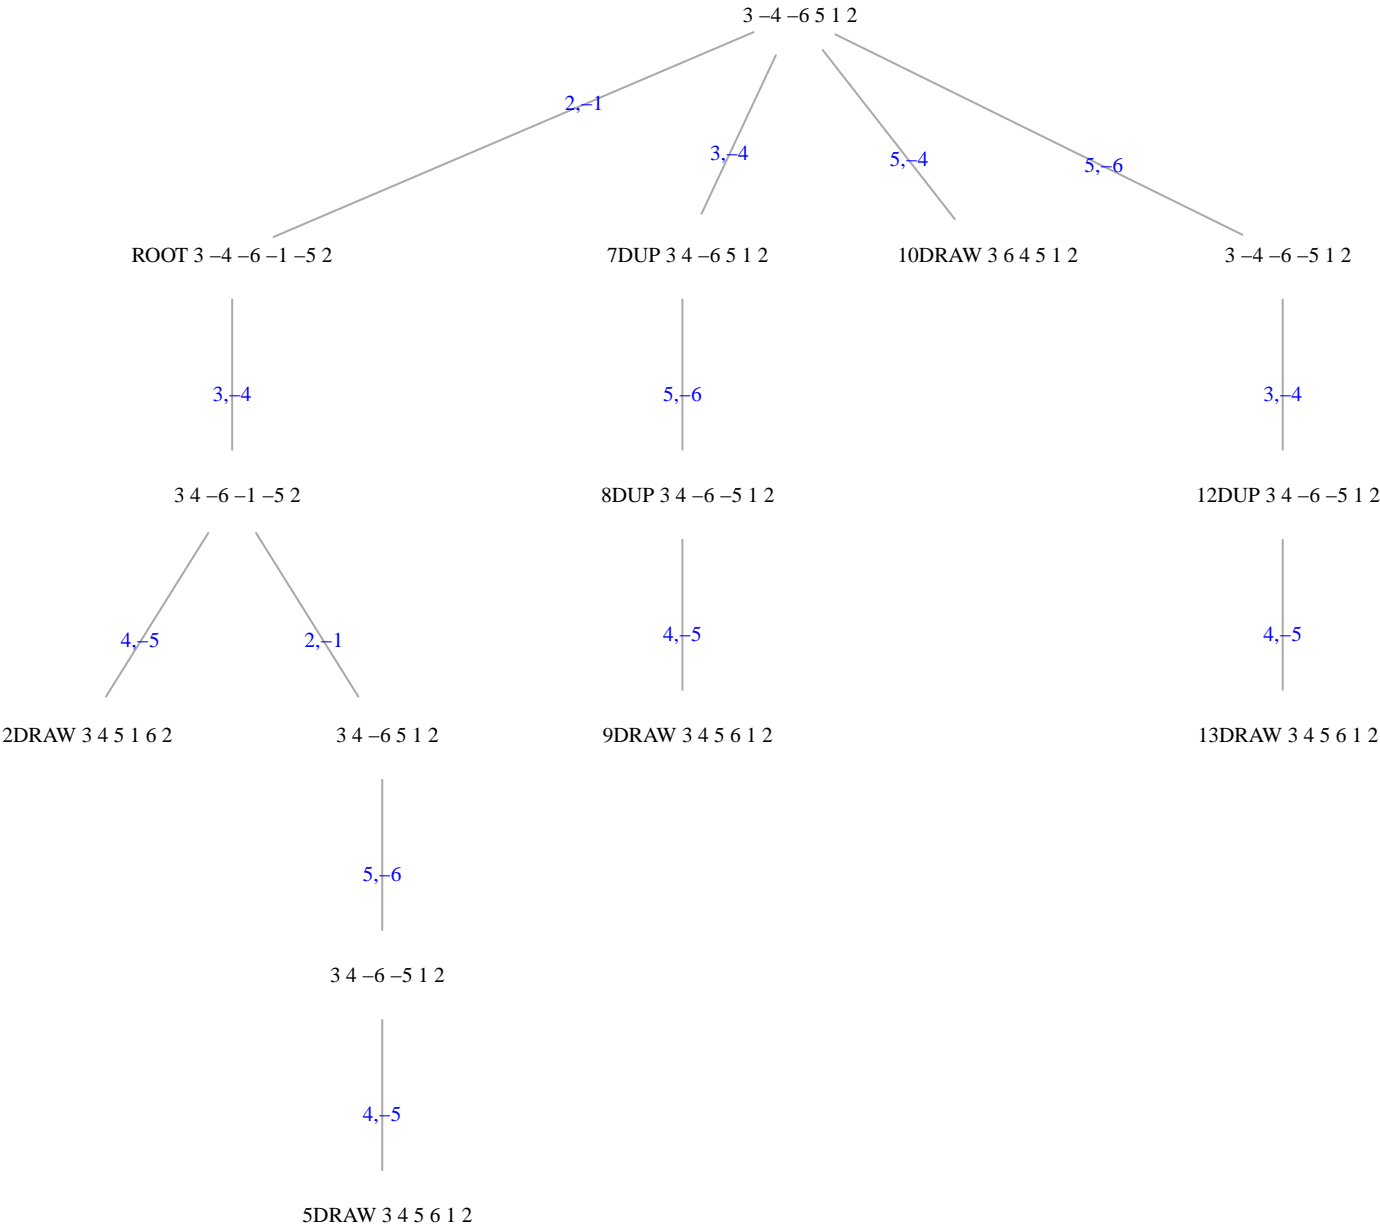 3 –4 –6 5 1 2
2,–1
3,–4
5,–4
5,–6
ROOT 3 –4 –6 –1 –5 2
7DUP 3 4 –6 5 1 2
10DRAW 3 6 4 5 1 2
3 –4 –6 –5 1 2
3,–4
5,–6
3,–4
3 4 –6 –1 –5 2
8DUP 3 4 –6 –5 1 2
12DUP 3 4 –6 –5 1 2
4,–5
2,–1
4,–5
4,–5
2DRAW 3 4 5 1 6 2
3 4 –6 5 1 2
9DRAW 3 4 5 6 1 2
13DRAW 3 4 5 6 1 2
5,–6
3 4 –6 –5 1 2
4,–5
5DRAW 3 4 5 6 1 2